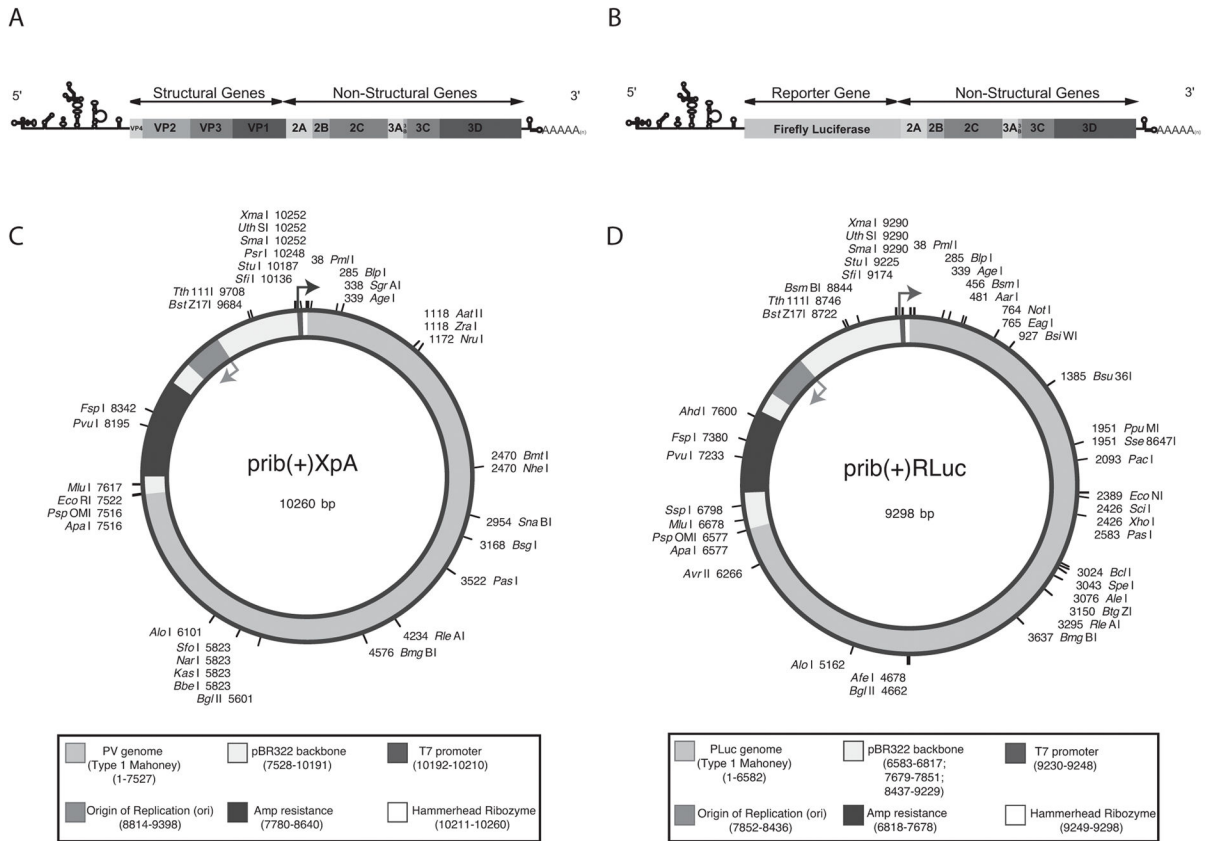 A
5'
Structural Genes
Non-Structural Genes
3'
VP4 VP2 VP3 VP1 2A 2B 2C 3A 3C 3D
AAAAA(n)
B
5'
Reporter Gene
Non-Structural Genes
3'
Firefly Luciferase 2A 2B 2C 3A 3C 3D
AAAAA(n)
C
Xma I 10252
Uth SI 10252
Sma I 10252
Psr I 10248
Stu I 10187
Sfi I 10136
Tth 111 I 9708
Bst Z17 I 9684
38 Pml I
285 Blp I
338 Sgr AI
339 Age I
1118 Aat II
1118 Zra I
1172 Nru I
2470 Bmt I
2470 Nhe I
2954 Sna BI
3168 Bsg I
3522 Pas I
4234 Rle AI
4576 Bmg BI
Fsp I 8342
Pvu I 8195
Mlu I 7617
Eco RI 7522
Psp OMI 7516
Apa I 7516
Alo I 6101
Sfo I 5823
Nar I 5823
Kas I 5823
Bbe I 5823
Bgl II 5601
prib(+)XpA
10260 bp
PV genome
(Type 1 Mahoney)
(1-7527)
pBR322 backbone
(7528-10191)
T7 promoter
(10192-10210)
Origin of Replication (ori)
(8814-9398)
Amp resistance
(7780-8640)
Hammerhead Ribozyme
(10211-10260)
D
Xma I 9290
Uth SI 9290
Sma I 9290
Stu I 9225
Sfi I 9174
Bsm BI 8844
Tth 111 I 8746
Bst Z17 I 8722
38 Pml I
285 Blp I
339 Age I
456 Bsm I
481 Aar I
764 Not I
765 Eag I
927 Bsi WI
1385 Bsu 36I
1951 Ppu MI
1951 Sse 8647I
2093 Pac I
2389 Eco NI
2426 Sci I
2426 Xho I
2583 Pas I
3024 Bcl I
3043 Spe I
3076 Ale I
3150 Btg ZI
3295 Rle AI
3637 Bmg BI
Ahd I 7600
Fsp I 7380
Pvu I 7233
Ssp I 6798
Mlu I 6678
Psp OMI 6577
Apa I 6577
Avr II 6266
Alo I 5162
Afe I 4678
Bgl II 4662
prib(+)RLuc
9298 bp
PLuc genome
(Type 1 Mahoney)
(1-6582)
pBR322 backbone
(6583-6817;
7679-7851;
8437-9229)
T7 promoter
(9230-9248)
Origin of Replication (ori)
(7852-8436)
Amp resistance
(6818-7678)
Hammerhead Ribozyme
(9249-9298)